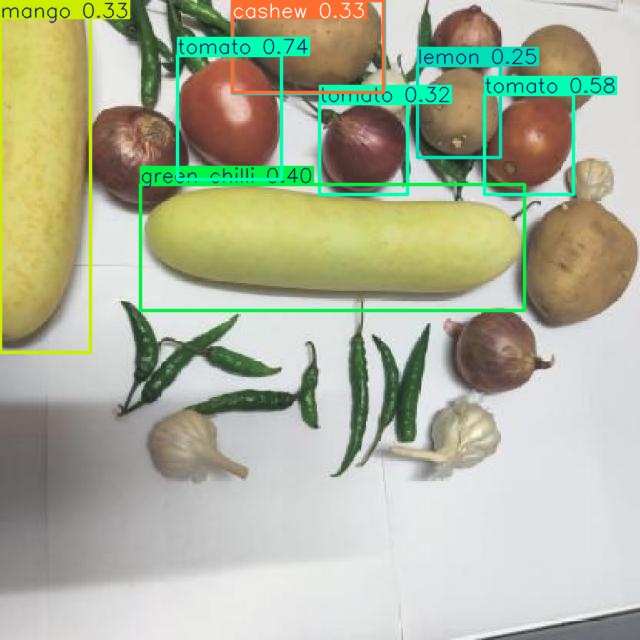 mango 0.33
cashew 0.33
tomato 0.74
lemon 0.25
tomato 0.32
tomato 0.58
green chilli 0.40